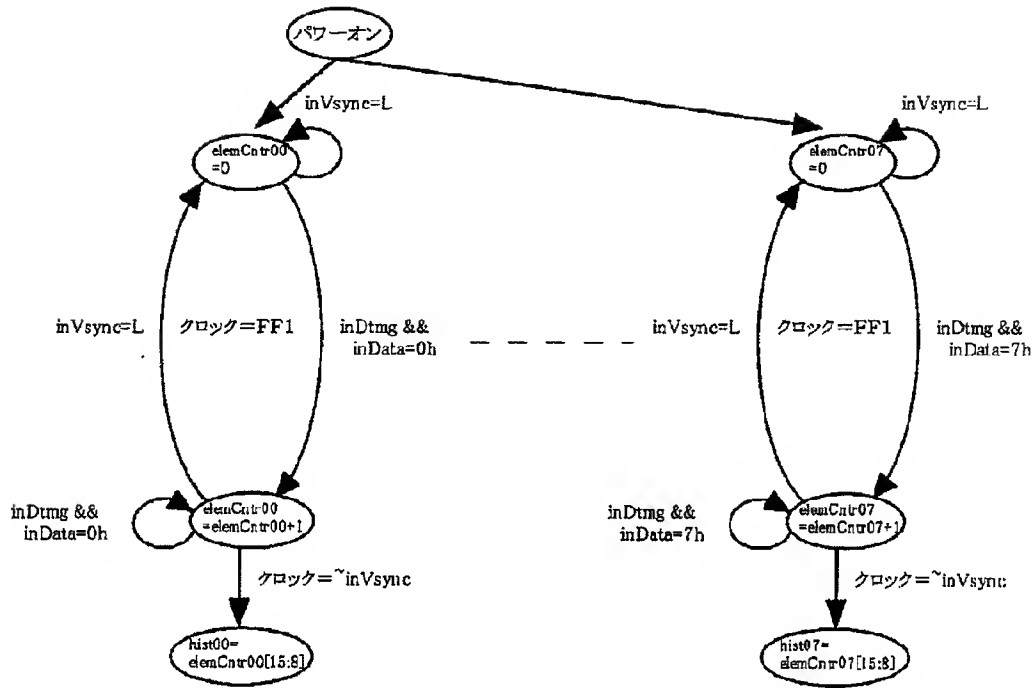 パワーオン
inVsync=L
inVsync=L
elemCntr00
=0
elemCntr07
=0
inVsync=L
クロック=FF1
inDtmg &&
inData=0h
inVsync=L
クロック=FF1
inDtmg &&
inData=7h
inDtmg &&
inData=0h
elemCntr00
=elemCntr00+1
inDtmg &&
inData=7h
elemCntr07
=elemCntr07+1
クロック=~inVsync
クロック=~inVsync
hist00=
elemCntr00[15:8]
hist07=
elemCntr07[15:8]